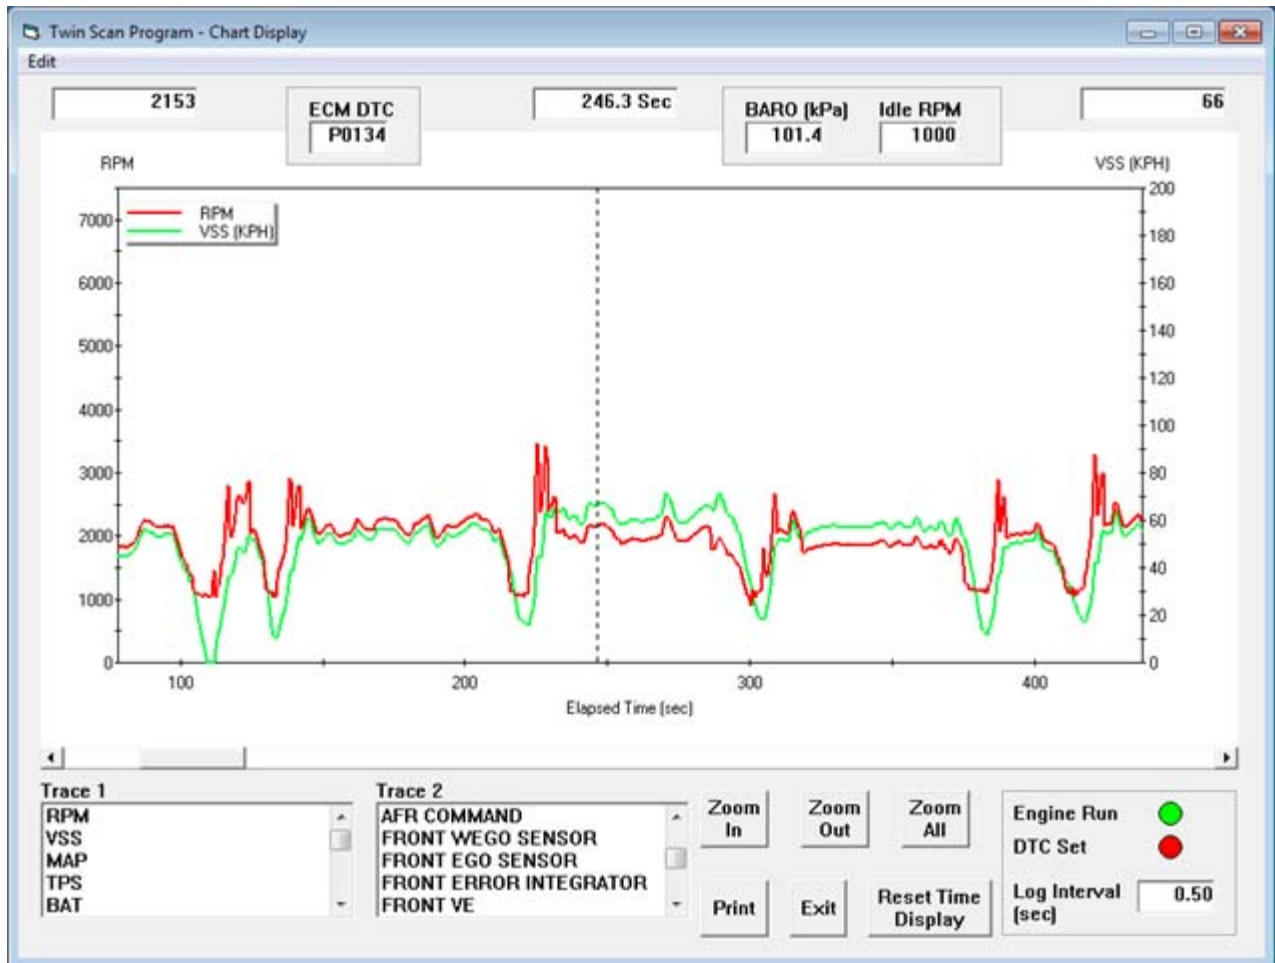 Twin Scan Program - Chart Display
Edit
2153
ECM DTC
P0134
246.3 Sec
BARO (kPa)
101.4
Idle RPM
1000
66
RPM
VSS (KPH)
RPM
VSS (KPH)
7000
6000
5000
4000
3000
2000
1000
0
200
180
160
140
120
100
80
60
40
20
0
100
200
300
400
Elapsed Time (sec)
Trace 1
RPM
VSS
MAP
TPS
BAT
Trace 2
AFR COMMAND
FRONT WEGO SENSOR
FRONT EGO SENSOR
FRONT ERROR INTEGRATOR
FRONT VE
Zoom
In
Zoom
Out
Zoom
All
Print
Exit
Reset Time
Display
Engine Run
DTC Set
Log Interval
(sec)
0.50